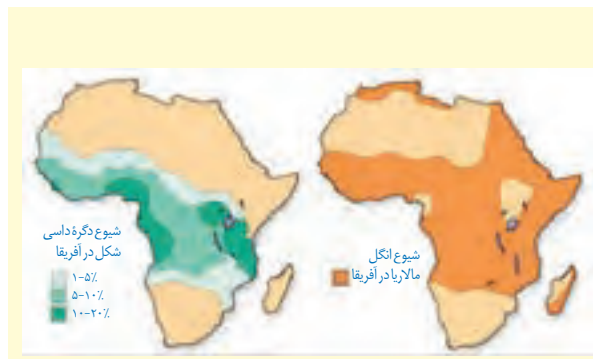 شیوع دگرهٔ داسی
شکل در آفریقا
۱-۵٪
۵-۱۰٪
۱۰-۲۰٪
شیوع انگل
مالاریا در آفریقا